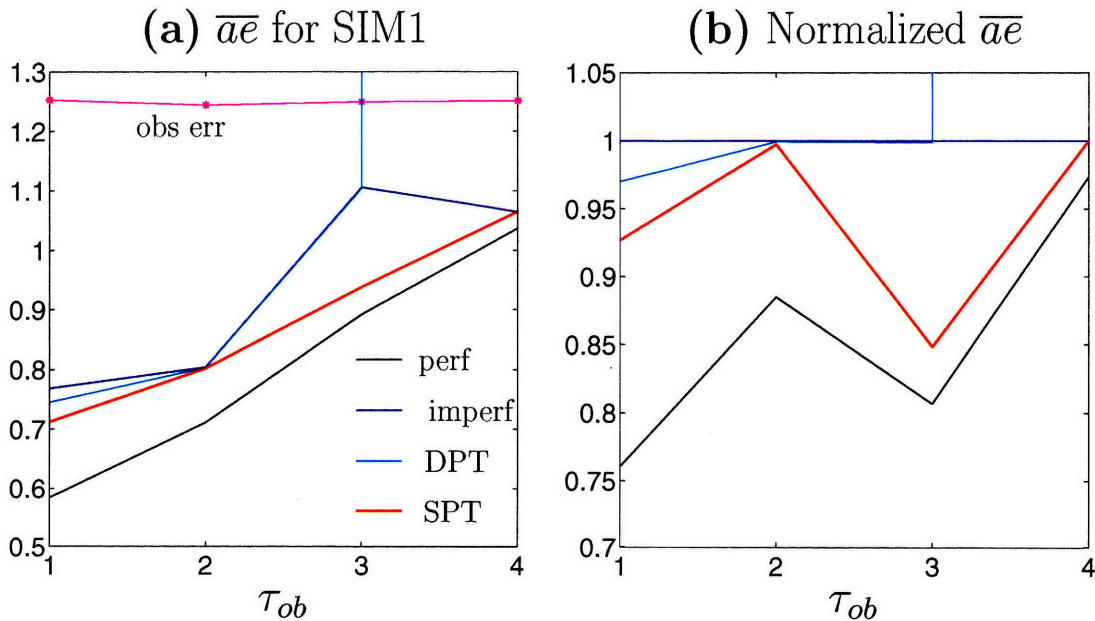 (a) ae for SIM1
1.3
1.2
1.1
1
0.9
0.8
0.7
0.6
0.5
obs err
perf
imperf
DPT
SPT
1
2
3
4
τob
(b) Normalized ae
1.05
1
0.95
0.9
0.85
0.8
0.75
0.7
1
2
3
4
τob